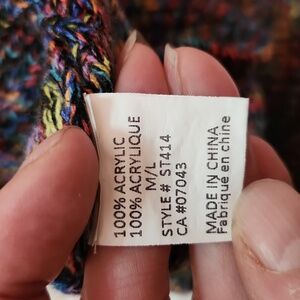 100% ACRYLIC
100% ACRYLIQUE
M/L
STYLE# ST414
CA #07043
MADE IN CHINA
Fabriqué en chine